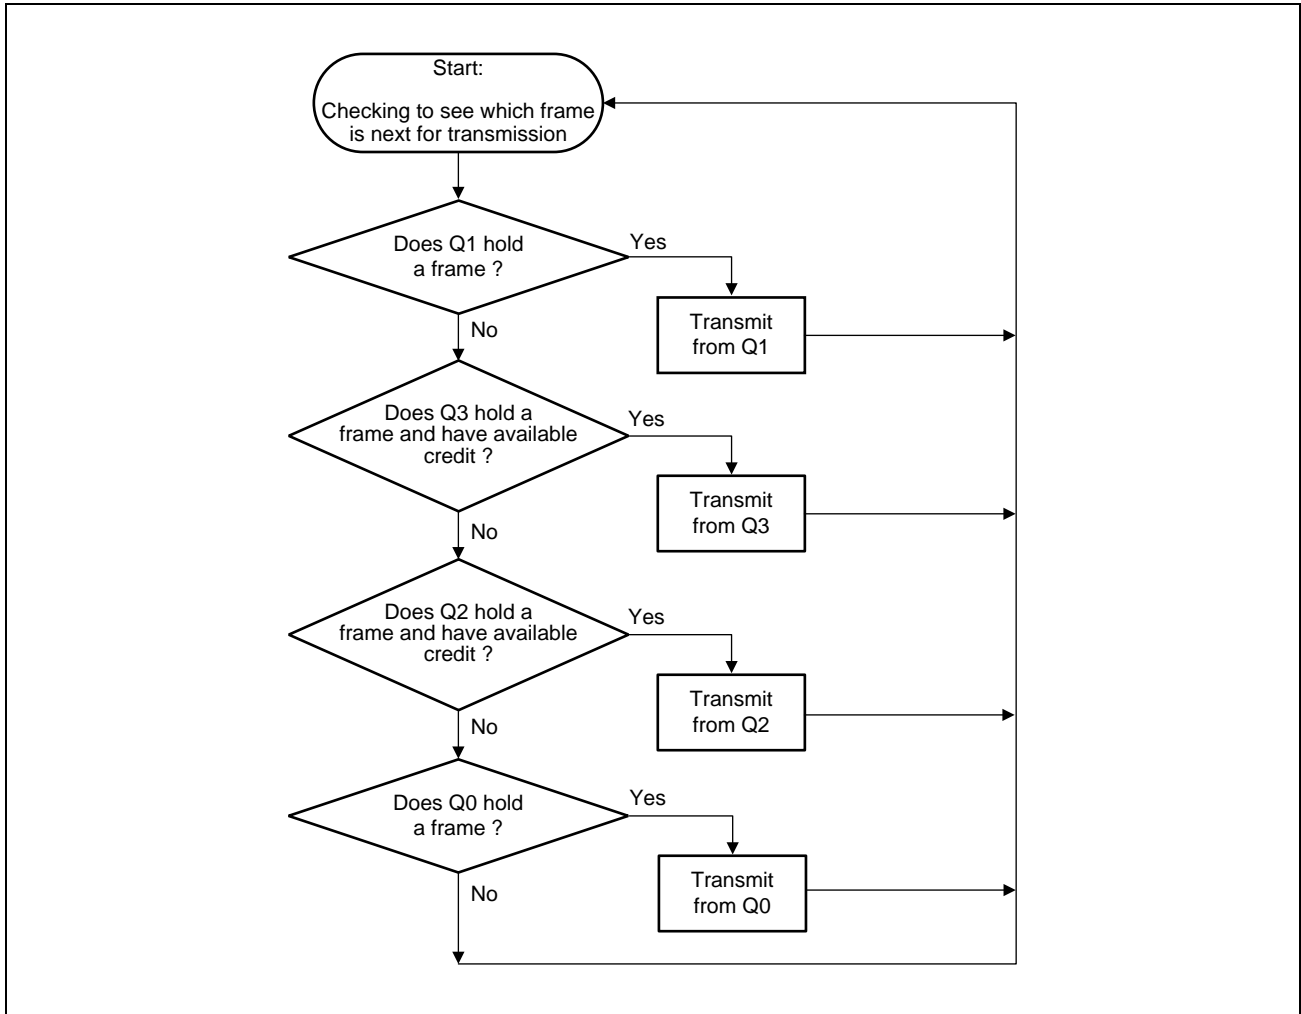 Start:
Checking to see which frame
is next for transmission
Does Q1 hold
a frame ?
Yes
Transmit
from Q1
No
Does Q3 hold a
frame and have available
credit ?
Yes
Transmit
from Q3
No
Does Q2 hold a
frame and have available
credit ?
Yes
Transmit
from Q2
No
Does Q0 hold
a frame ?
Yes
Transmit
from Q0
No